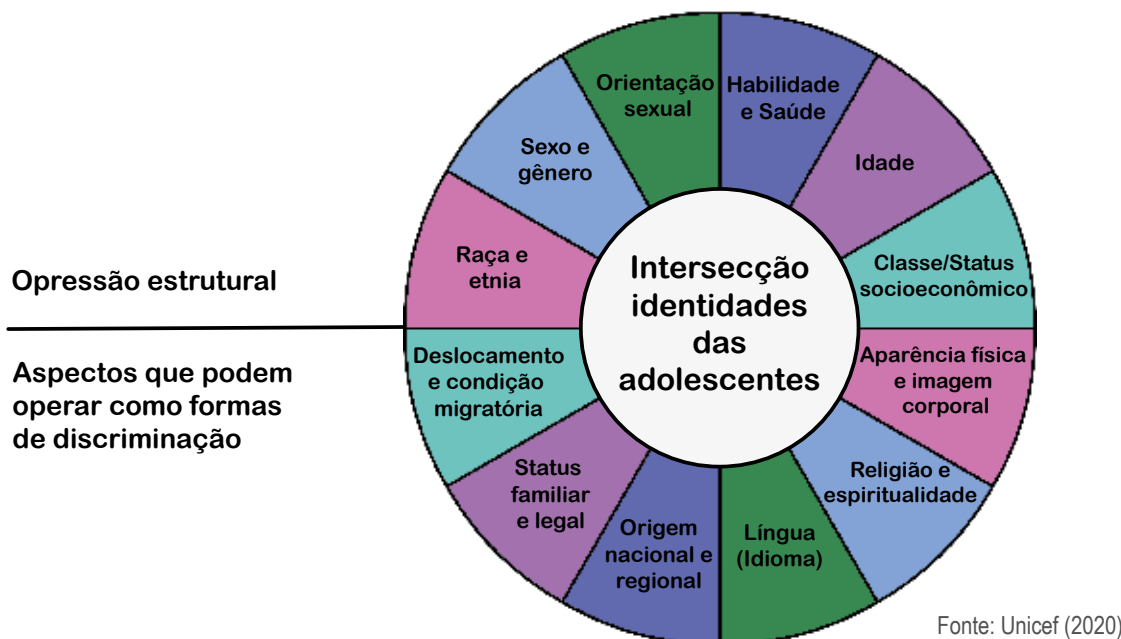 Orientação
sexual
Habilidade
e Saúde
Sexo e
gênero
Idade
Raça e
etnia
Classe/Status
socioeconômico
Intersecção
identidades
das
adolescentes
Opressão estrutural
Aspectos que podem
operar como formas
de discriminação
Deslocamento
e condição
migratória
Aparência física
e imagem
corporal
Status
familiar
e legal
Religião e
espiritualidade
Origem
nacional e
regional
Língua
(Idioma)
Fonte: Unicef (2020)